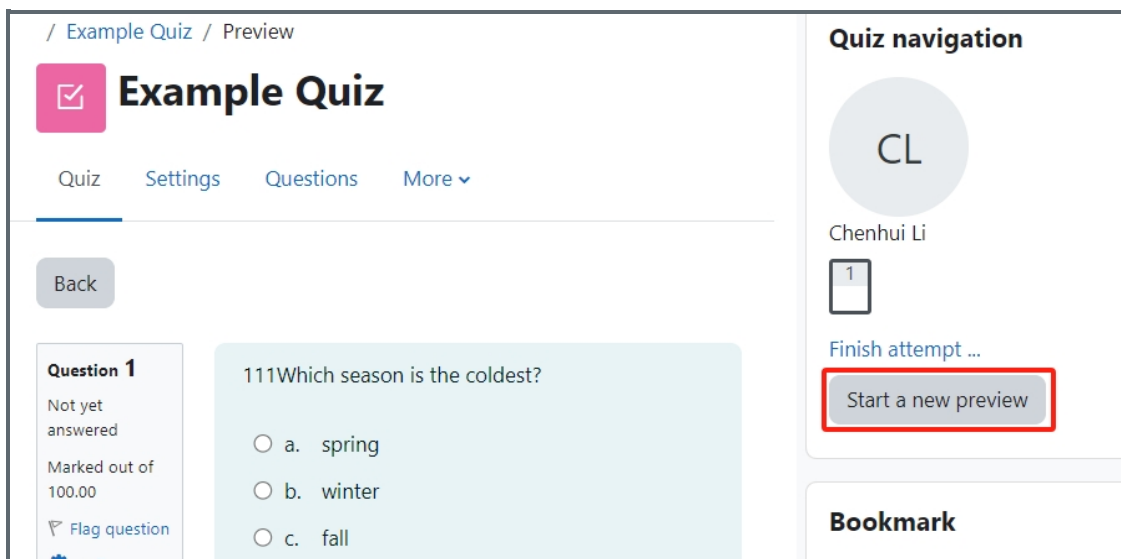 / Example Quiz / Preview
Example Quiz
Quiz Settings Questions More
Back
Question 1
Not yet
answered
Marked out of
100.00
Flag question
111Which season is the coldest?
a. spring
b. winter
c. fall
Quiz navigation
CL
Chenhui Li
1
Finish attempt ...
Start a new preview
Bookmark